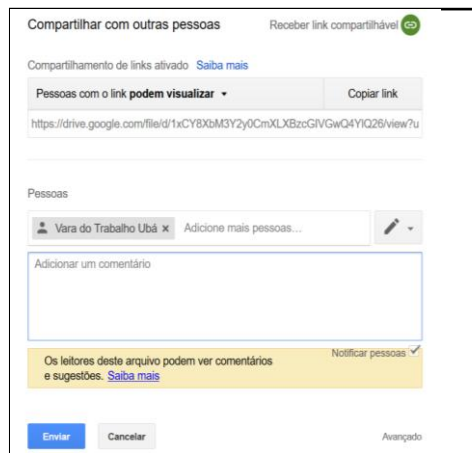 Compartilhar com outras pessoas Receber link compartilhável
Compartilhamento de links ativado Saiba mais
Pessoas com o link podem visualizar Copiar link
https://drive.google.com/file/d/1xCY8XbM3Y2y0CmXLXBzcGIVGwQ4YIQ26/view?u
Pessoas
Vara do Trabalho Ubá × Adicione mais pessoas...
Adicionar um comentário
Notificar pessoas
Os leitores deste arquivo podem ver comentários
e sugestões. Saiba mais
Enviar Cancelar Avançado